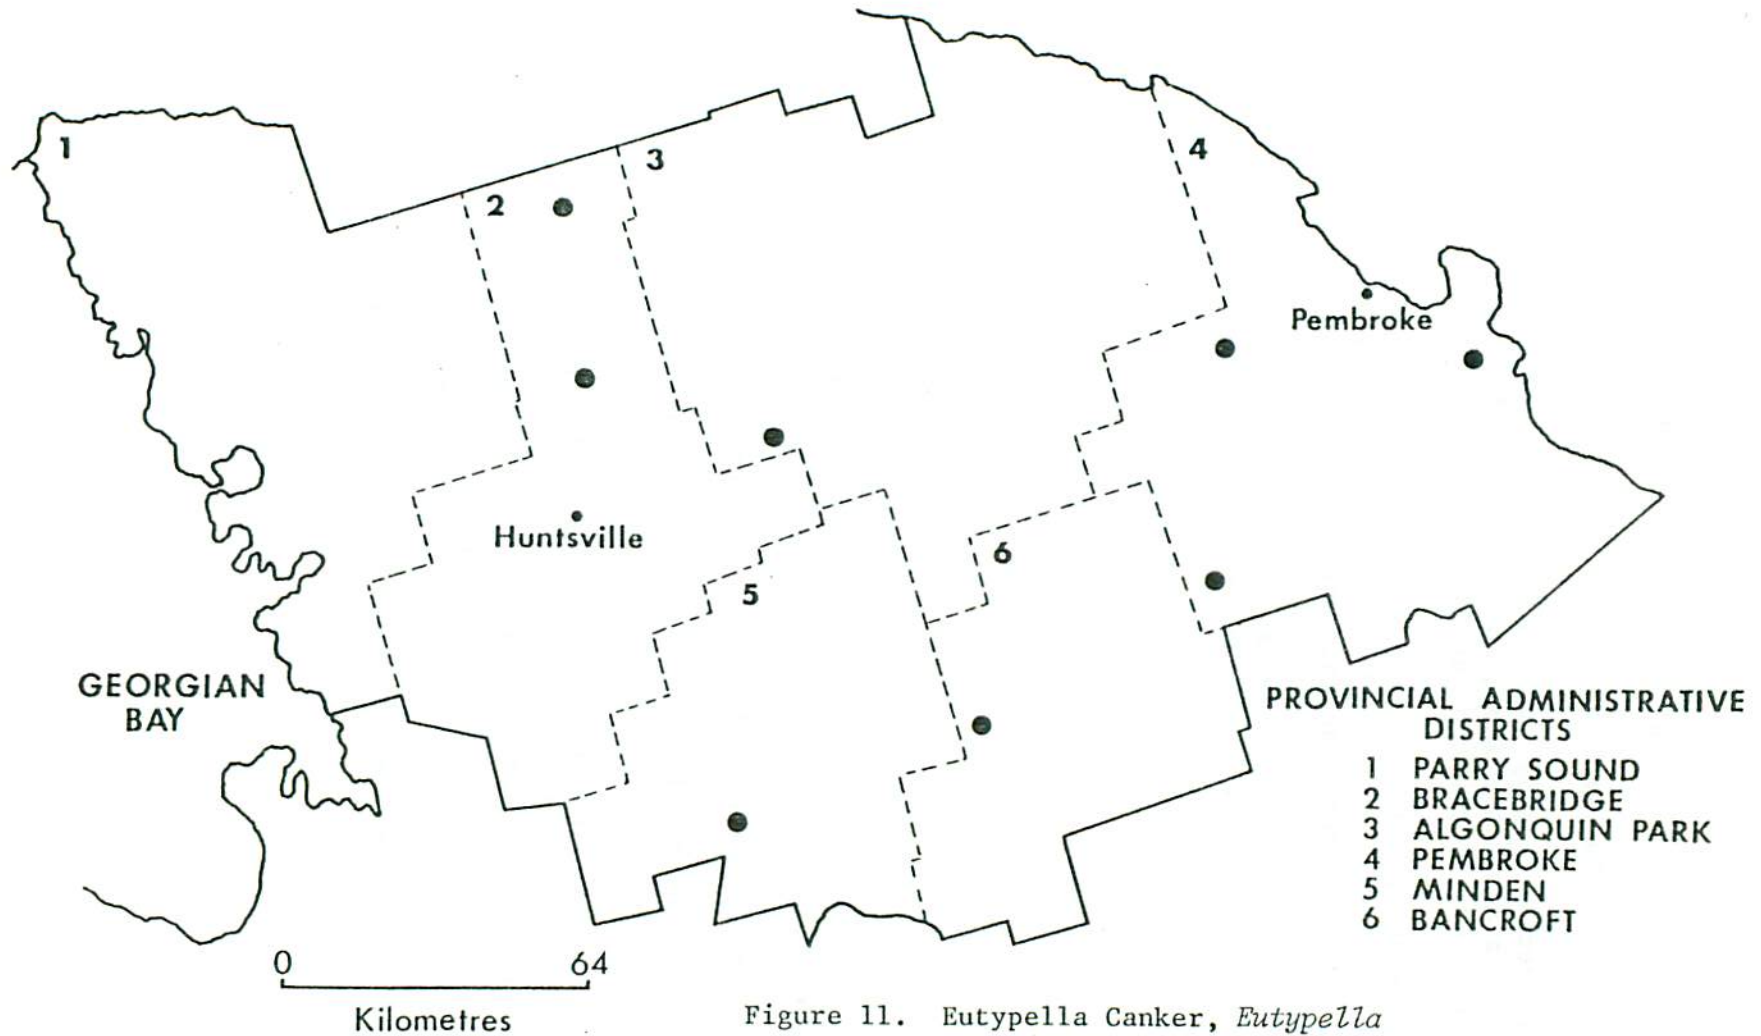 1
2
3
4
Pembroke
Huntsville
5
6
GEORGIAN
BAY
PROVINCIAL ADMINISTRATIVE
DISTRICTS
1 PARRY SOUND
2 BRACEBRIDGE
3 ALGONQUIN PARK
4 PEMBROKE
5 MINDEN
6 BANCROFT
0 64
Kilometres
Figure 11. Eutypella Canker, Eutypella